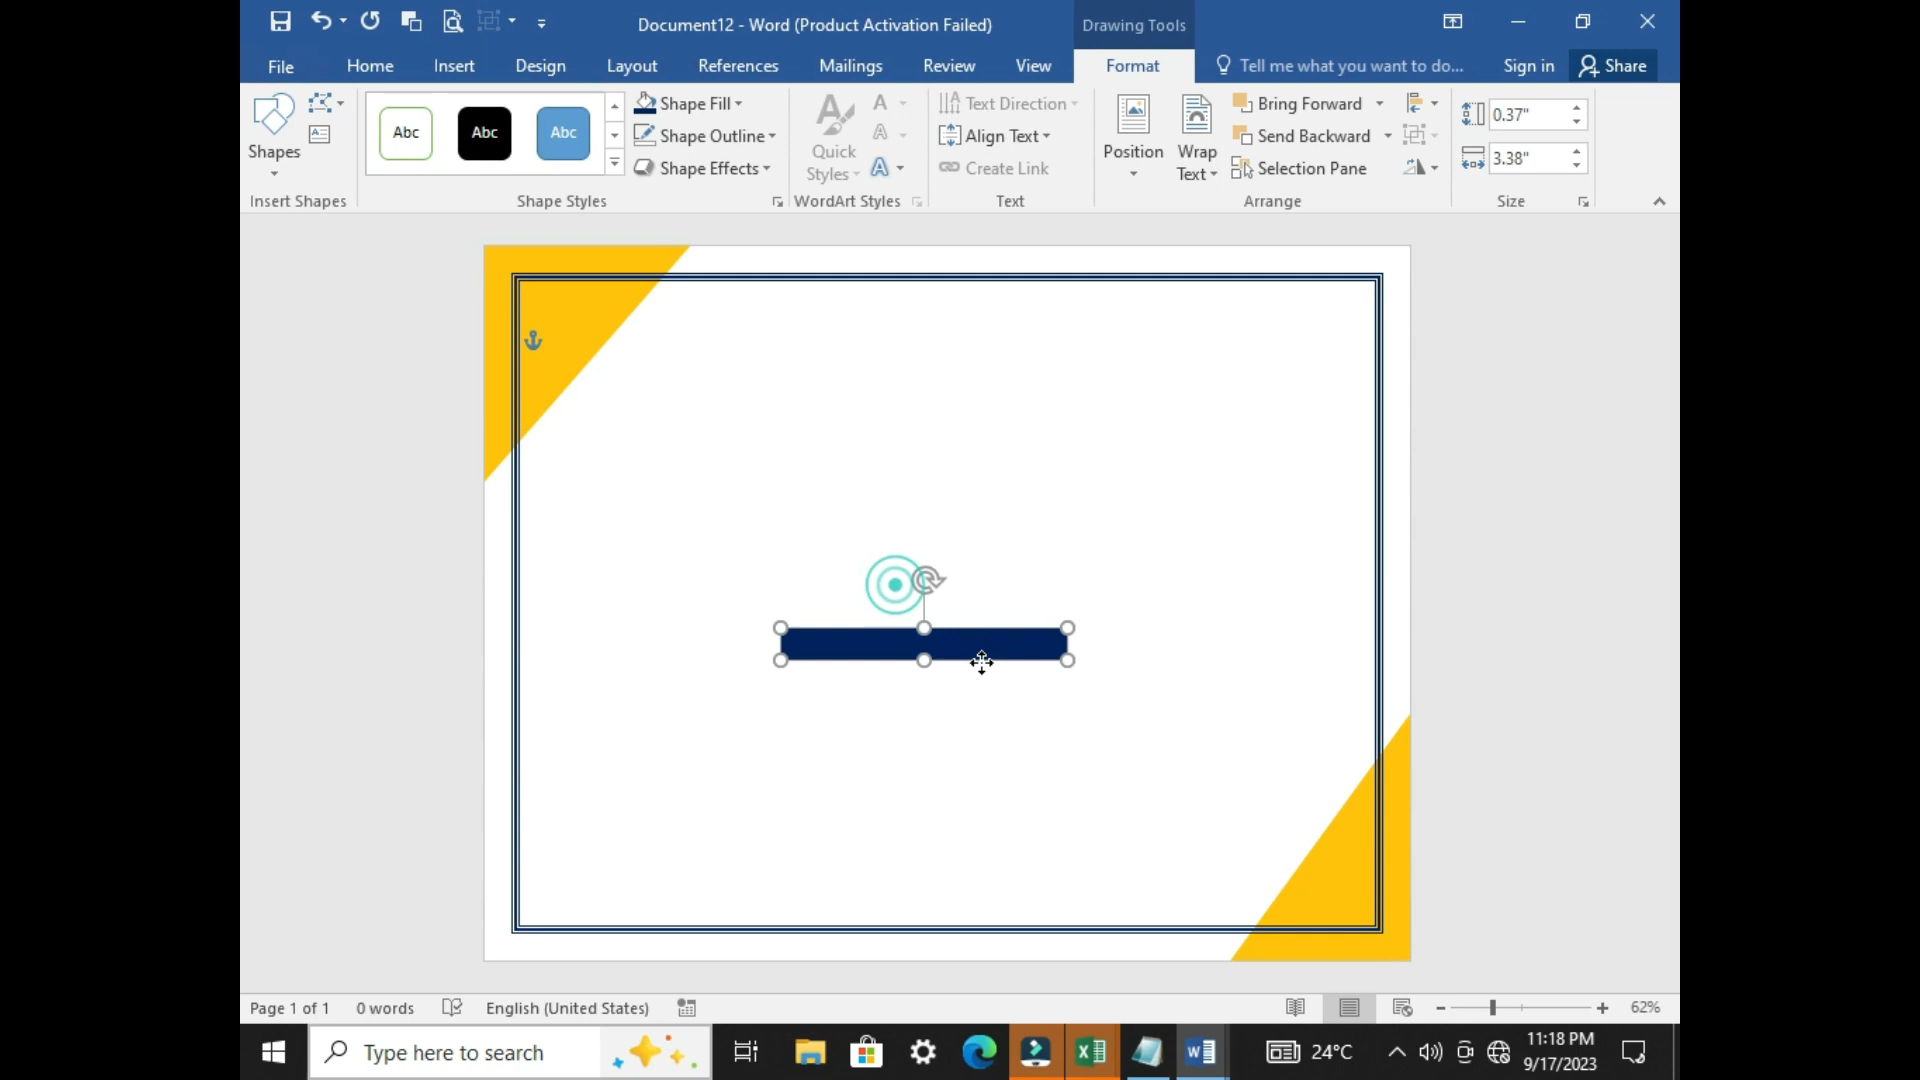 Document12 - Word (Product Activation Failed)
Drawing Tools
File
Home
Insert
Design
Layout
References
Mailings
Review
View
Format
Tell me what you want to do...
Sign in
Share
Shapes
Abc
Abc
Abc
Shape Fill
Shape Outline
Shape Effects
Quick
Styles
A
A
A
Text Direction
Align Text
Create Link
Position
Wrap
Text
Bring Forward
Send Backward
Selection Pane
0.37"
3.38"
Insert Shapes
Shape Styles
WordArt Styles
Text
Arrange
Size
Page 1 of 1
0 words
English (United States)
62%
Type here to search
24°C
11:18 PM
9/17/2023